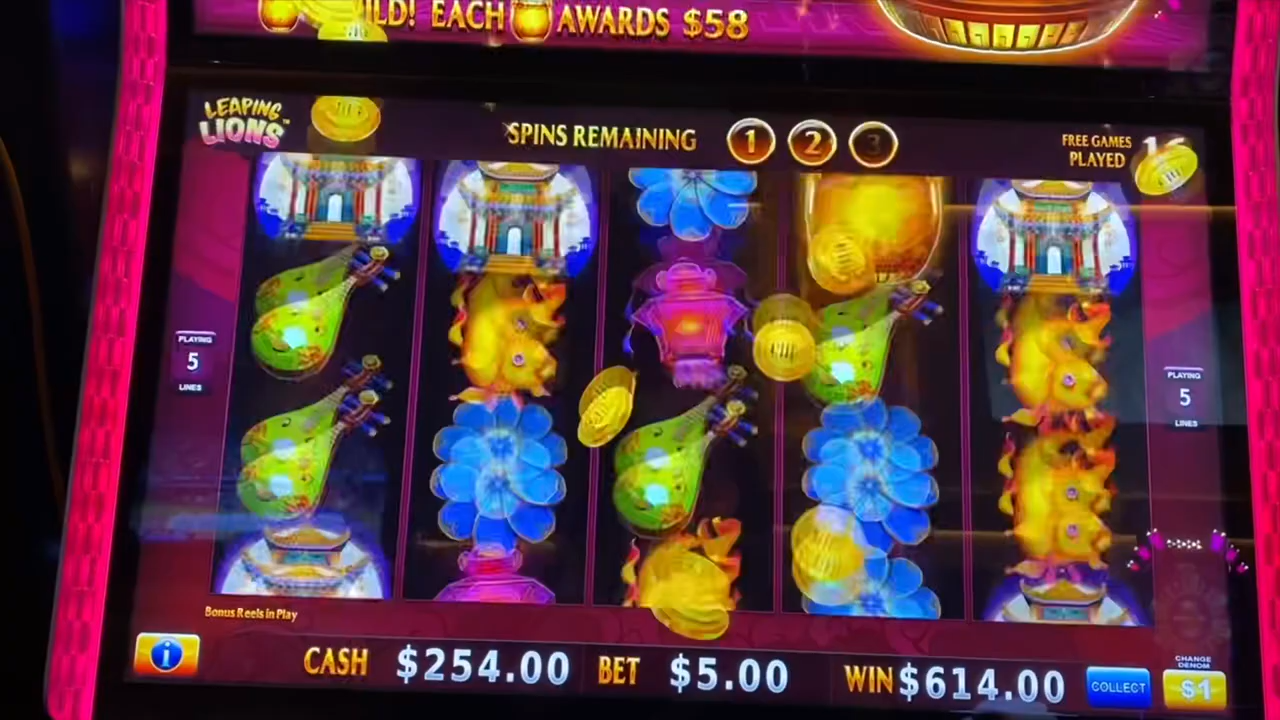 ILD! EACH AWARDS $58
LEAPING
LIONS™
SPINS REMAINING 1 2 3
FREE GAMES
PLAYED
PLAYING
5
LINES
PLAYING
5
LINES
Bonus Reels in Play
CASH $254.00 BET $5.00 WIN $614.00
COLLECT
CHANGE
DENOM
$1